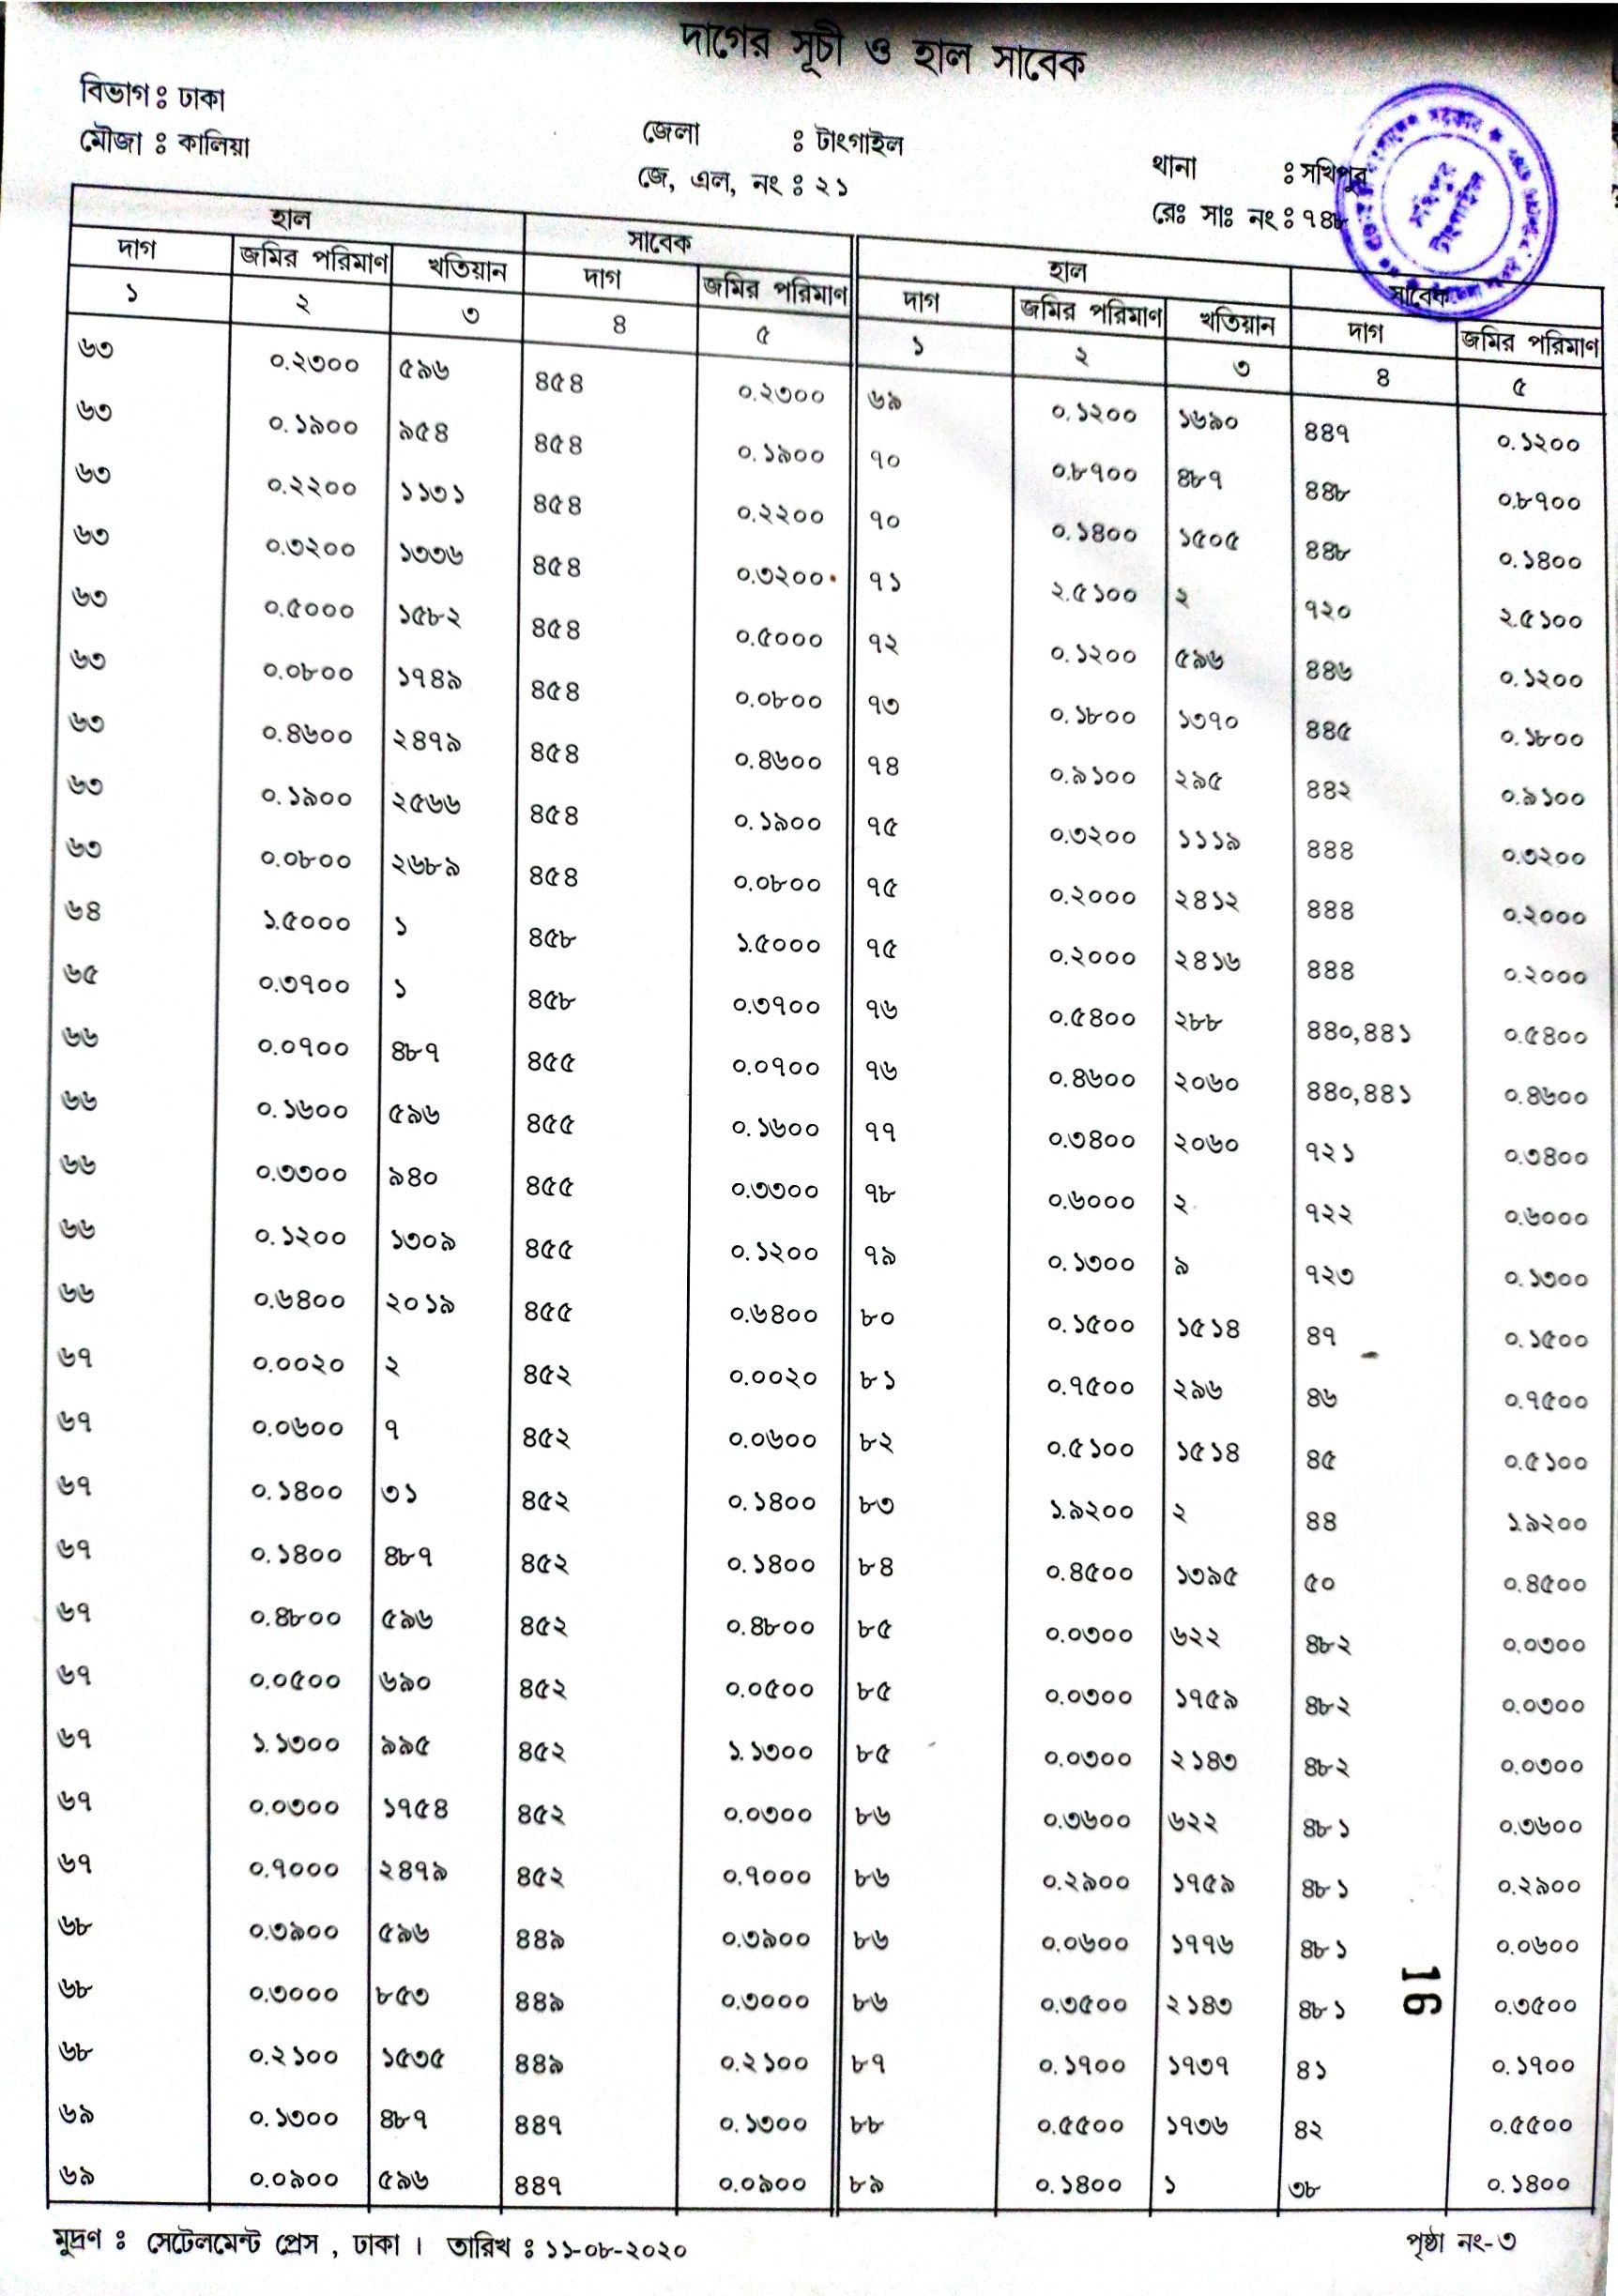 দাগের সূচী ও হাল সাবেক
বিভাগ ঃ ঢাকা
মৌজা ঃ কালিয়া
জেলা ঃ টাংগাইল
জে, এল, নং ঃ ২১
থানা ঃ সখিপুর
রেঃ সাঃ নং ঃ ৭৪৮
হাল সাবেক হাল সাবেক
দাগ জমির পরিমাণ খতিয়ান দাগ জমির পরিমাণ দাগ জমির পরিমাণ খতিয়ান দাগ জমির পরিমাণ
১ ২ ৩ ৪ ৫ ১ ২ ৩ ৪ ৫
৬৩ ০.২৩০০ ৫৯৬ ৪৫৪ ০.২৩০০ ৬৯ ০.১২০০ ১৬৯০ ৪৪৭ ০.১২০০
৬৩ ০.১৯০০ ৯৫৪ ৪৫৪ ০.১৯০০ ৭০ ০.৮৭০০ ৪৮৭ ৪৪৮ ০.৮৭০০
৬৩ ০.২২০০ ১১৩১ ৪৫৪ ০.২২০০ ৭০ ০.১৪০০ ১৫০৫ ৪৪৮ ০.১৪০০
৬৩ ০.৩২০০ ১৩৩৬ ৪৫৪ ০.৩২০০ ৭১ ২.৫১০০ ২ ৭২০ ২.৫১০০
৬৩ ০.৫০০০ ১৫৮২ ৪৫৪ ০.৫০০০ ৭২ ০.১২০০ ৫৯৬ ৪৪৬ ০.১২০০
৬৩ ০.০৮০০ ১৭৪৯ ৪৫৪ ০.০৮০০ ৭৩ ০.১৮০০ ১৩৭০ ৪৪৫ ০.১৮০০
৬৩ ০.৪৬০০ ২৪৭৯ ৪৫৪ ০.৪৬০০ ৭৪ ০.৯১০০ ২৯৫ ৪৪২ ০.৯১০০
৬৩ ০.১৯০০ ২৫৬৬ ৪৫৪ ০.১৯০০ ৭৫ ০.৩২০০ ১১১৯ ৪৪৪ ০.৩২০০
৬৩ ০.০৮০০ ২৬৮৯ ৪৫৪ ০.০৮০০ ৭৫ ০.২০০০ ২৪১২ ৪৪৪ ০.২০০০
৬৪ ১.৫০০০ ১ ৪৫৮ ১.৫০০০ ৭৫ ০.২০০০ ২৪১৬ ৪৪৪ ০.২০০০
৬৫ ০.৩৭০০ ১ ৪৫৮ ০.৩৭০০ ৭৬ ০.৫৪০০ ২৮৮ ৪৪০,৪৪১ ০.৫৪০০
৬৬ ০.০৭০০ ৪৮৭ ৪৫৫ ০.০৭০০ ৭৬ ০.৪৬০০ ২০৬০ ৪৪০,৪৪১ ০.৪৬০০
৬৬ ০.১৬০০ ৫৯৬ ৪৫৫ ০.১৬০০ ৭৭ ০.৩৪০০ ২০৬০ ৭২১ ০.৩৪০০
৬৬ ০.৩৩০০ ৯৪০ ৪৫৫ ০.৩৩০০ ৭৮ ০.৬০০০ ২ ৭২২ ০.৬০০০
৬৬ ০.১২০০ ১৩০৯ ৪৫৫ ০.১২০০ ৭৯ ০.১৩০০ ৯ ৭২৩ ০.১৩০০
৬৬ ০.৬৪০০ ২০১৯ ৪৫৫ ০.৬৪০০ ৮০ ০.১৫০০ ১৫১৪ ৪৭ ০.১৫০০
৬৭ ০.০০২০ ২ ৪৫২ ০.০০২০ ৮১ ০.৭৫০০ ২৯৬ ৪৬ ০.৭৫০০
৬৭ ০.০৬০০ ৭ ৪৫২ ০.০৬০০ ৮২ ০.৫১০০ ১৫১৪ ৪৫ ০.৫১০০
৬৭ ০.১৪০০ ৩১ ৪৫২ ০.১৪০০ ৮৩ ১.৯২০০ ২ ৪৪ ১.৯২০০
৬৭ ০.১৪০০ ৪৮৭ ৪৫২ ০.১৪০০ ৮৪ ০.৪৫০০ ১৩৯৫ ৫০ ০.৪৫০০
৬৭ ০.৪৮০০ ৫৯৬ ৪৫২ ০.৪৮০০ ৮৫ ০.০৩০০ ৬২২ ৪৮২ ০.০৩০০
৬৭ ০.০৫০০ ৬৯০ ৪৫২ ০.০৫০০ ৮৫ ০.০৩০০ ১৭৫৯ ৪৮২ ০.০৩০০
৬৭ ১.১৩০০ ৯৯৫ ৪৫২ ১.১৩০০ ৮৫ ০.০৩০০ ২১৪৩ ৪৮২ ০.০৩০০
৬৭ ০.০৩০০ ১৭৫৪ ৪৫২ ০.০৩০০ ৮৬ ০.৩৬০০ ৬২২ ৪৮১ ০.৩৬০০
৬৭ ০.৭০০০ ২৪৭৯ ৪৫২ ০.৭০০০ ৮৬ ০.২৯০০ ১৭৫৯ ৪৮১ ০.২৯০০
৬৮ ০.৩৯০০ ৫৯৬ ৪৪৯ ০.৩৯০০ ৮৬ ০.০৬০০ ১৭৭৬ ৪৮১ ০.০৬০০
৬৮ ০.৩০০০ ৮৫৩ ৪৪৯ ০.৩০০০ ৮৬ ০.৩৫০০ ২১৪৩ ৪৮১ ০.৩৫০০
৬৮ ০.২১০০ ১৫৩৫ ৪৪৯ ০.২১০০ ৮৭ ০.১৭০০ ১৭৩৭ ৪১ ০.১৭০০
৬৯ ০.১৩০০ ৪৮৭ ৪৪৭ ০.১৩০০ ৮৮ ০.৫৫০০ ১৭৩৬ ৪২ ০.৫৫০০
৬৯ ০.০৯০০ ৫৯৬ ৪৪৭ ০.০৯০০ ৮৯ ০.১৪০০ ১ ৩৮ ০.১৪০০
16
মুদ্রণ ঃ সেটেলমেন্ট প্রেস , ঢাকা । তারিখ ঃ ১১-০৮-২০২০
পৃষ্ঠা নং-৩